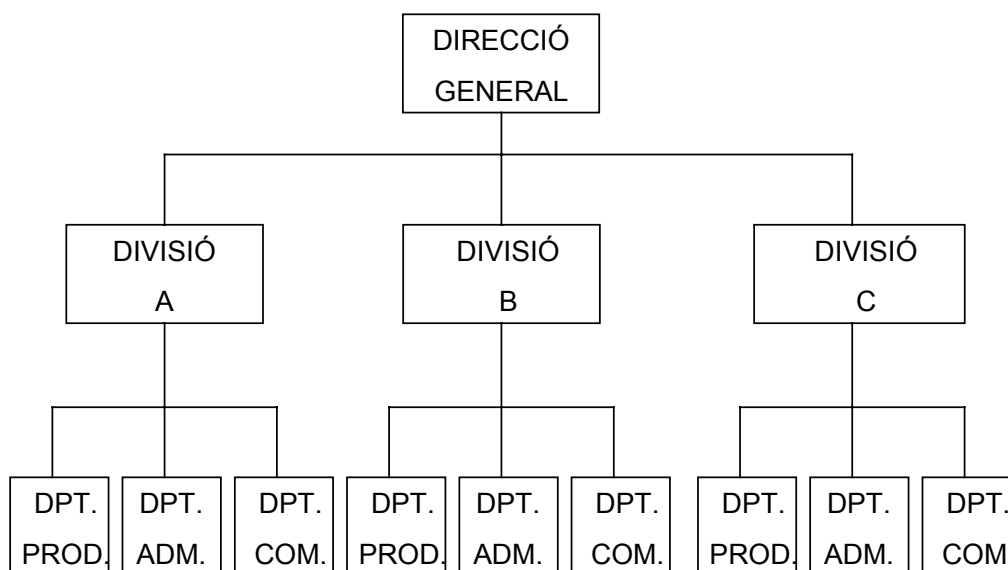 DIRECCIÓ
GENERAL
DIVISIÓ
A
DIVISIÓ
B
DIVISIÓ
C
DPT.
PROD.
DPT.
ADM.
DPT.
COM.
DPT.
PROD.
DPT.
ADM.
DPT.
COM.
DPT.
PROD.
DPT.
ADM.
DPT.
COM.